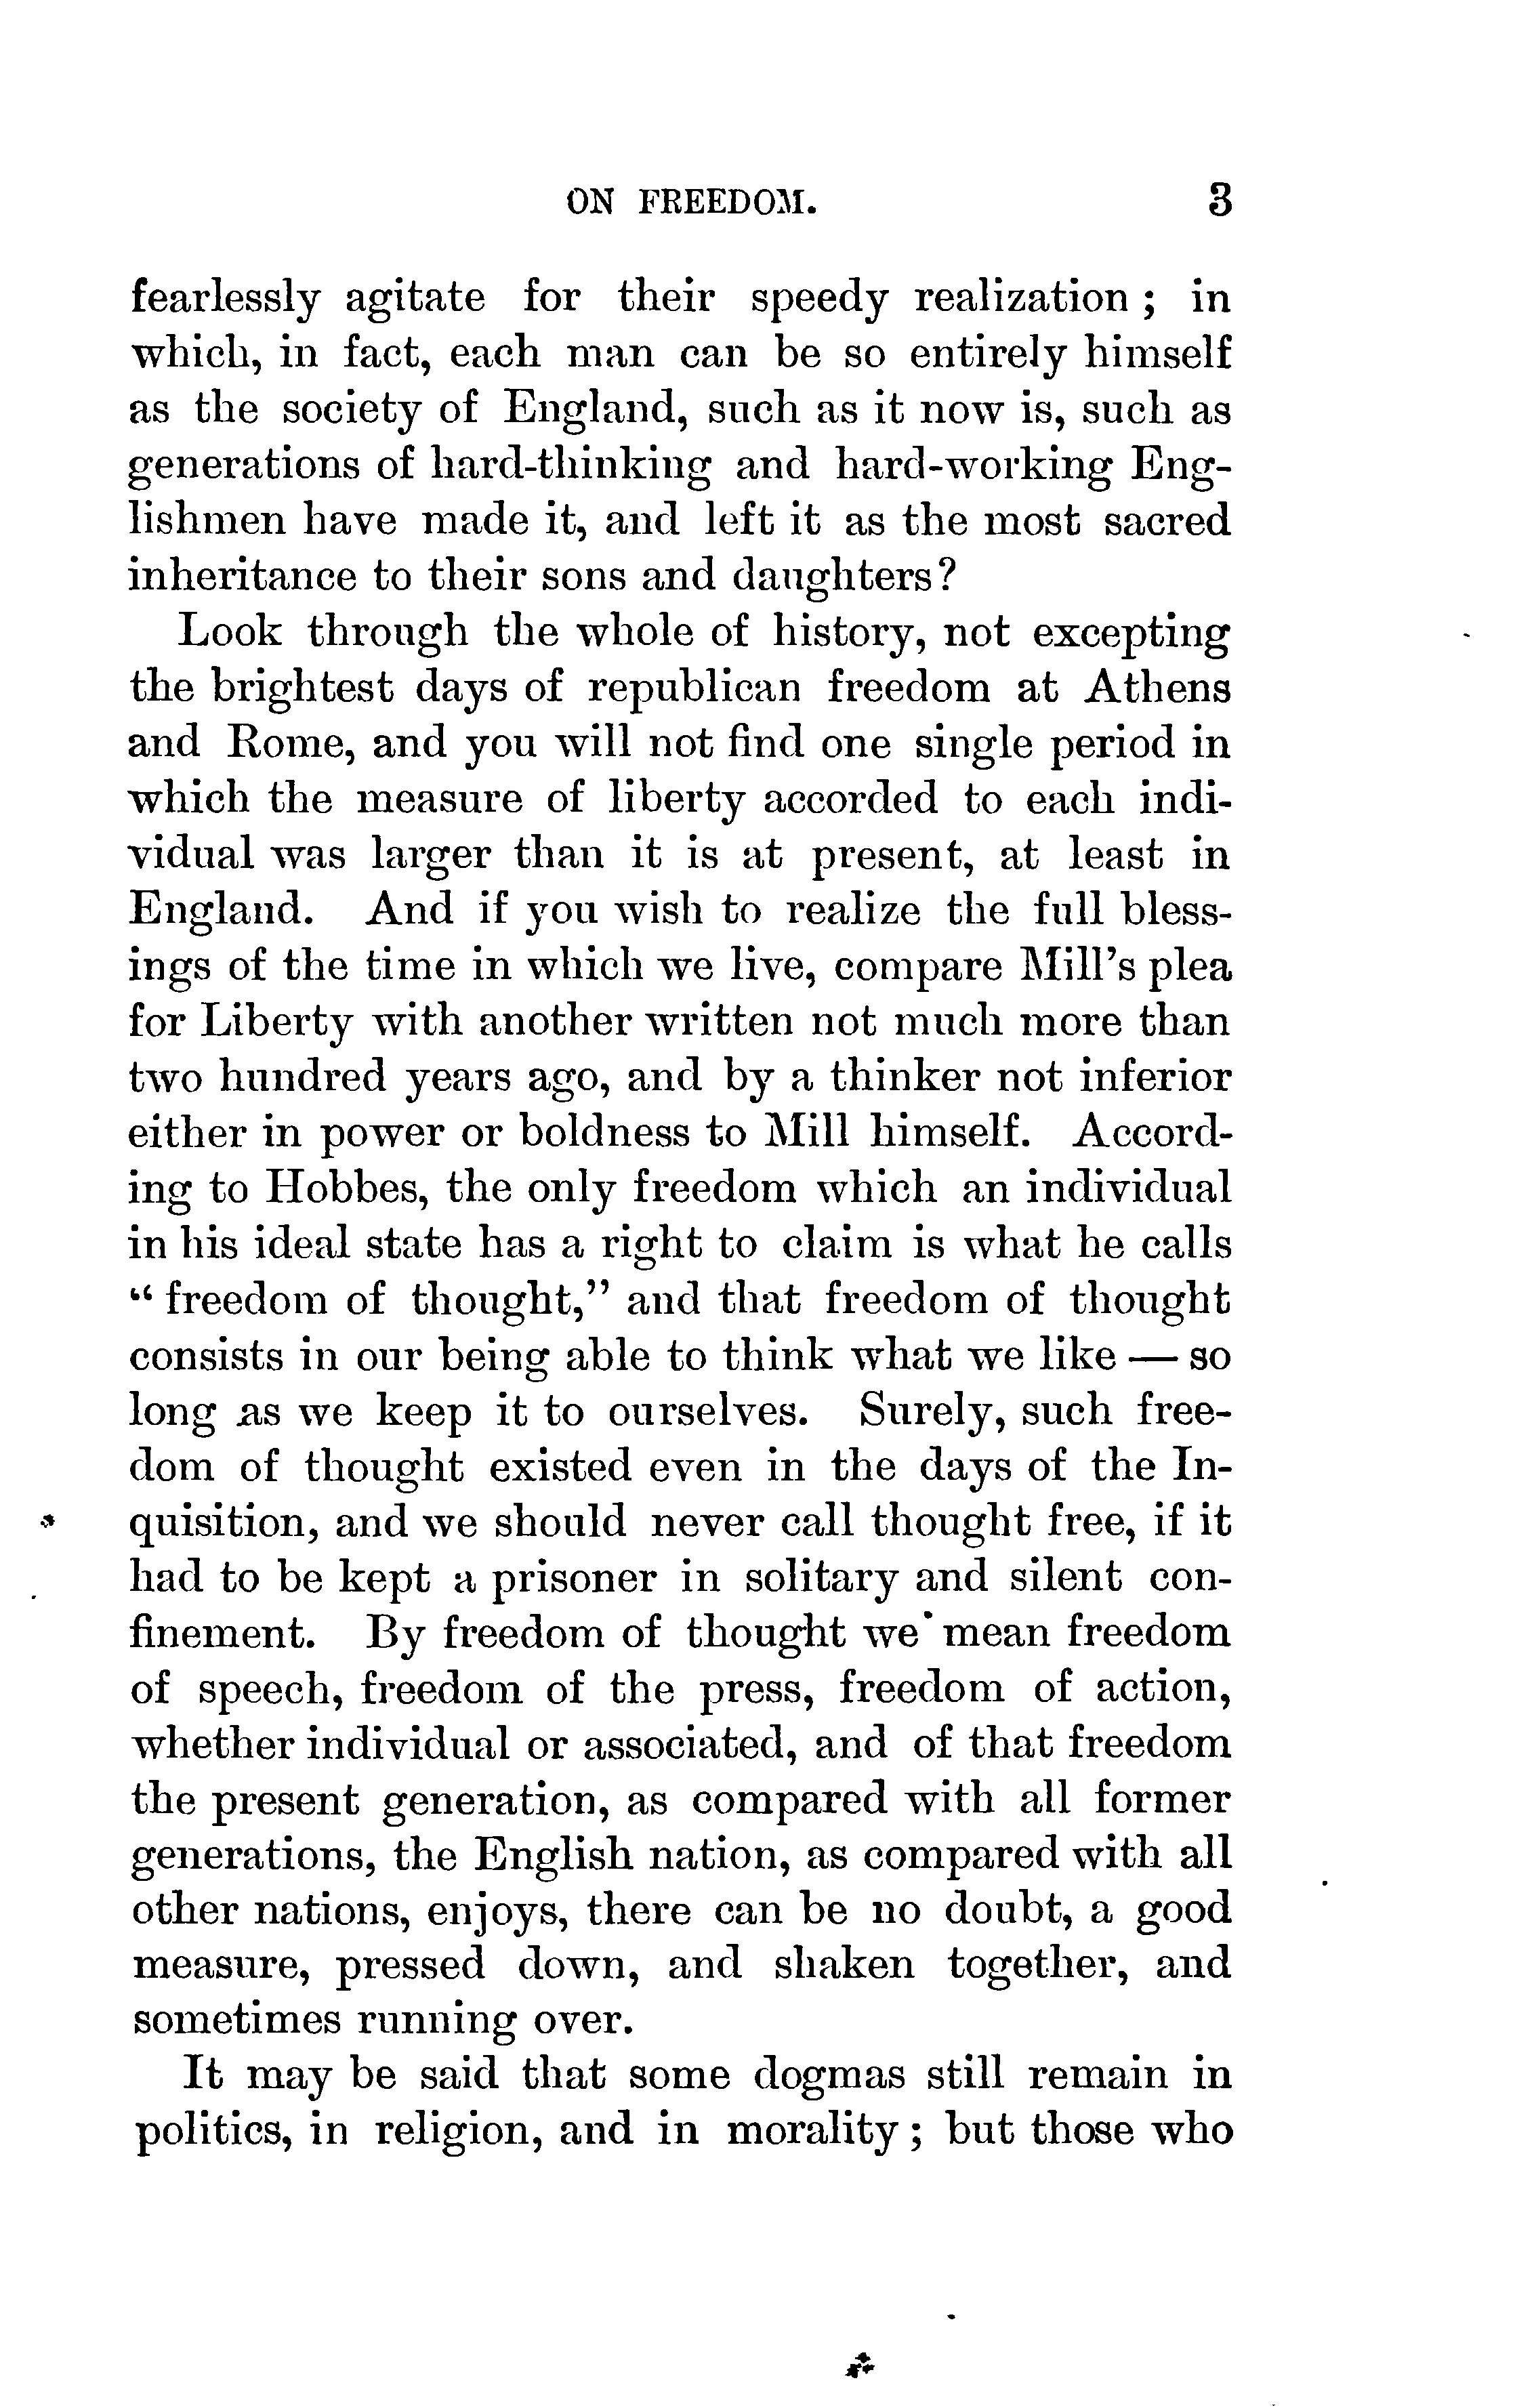 ON FREEDOM. 3
fearlessly agitate for their speedy realization ; in
which, in fact, each man can be so entirely himself
as the society of England, such as it now is, such as
generations of hard-thinking and hard-working Eng-
lishmen have made it, and left it as the most sacred
inheritance to their sons and daughters?
Look through the whole of history, not excepting
the brightest days of republican freedom at Athens
and Rome, and you will not find one single period in
which the measure of liberty accorded to each indi-
vidual was larger than it is at present, at least in
England. And if you wish to realize the full bless-
ings of the time in which we live, compare Mill's plea
for Liberty with another written not much more than
two hundred years ago, and by a thinker not inferior
either in power or boldness to Mill himself. Accord-
ing to Hobbes, the only freedom which an individual
in his ideal state has a right to claim is what he calls
“ freedom of thought,” and that freedom of thought
consists in our being able to think what we like — so
long as we keep it to ourselves. Surely, such free-
dom of thought existed even in the days of the In-
quisition, and we should never call thought free, if it
had to be kept a prisoner in solitary and silent con-
finement. By freedom of thought we mean freedom
of speech, freedom of the press, freedom of action,
whether individual or associated, and of that freedom
the present generation, as compared with all former
generations, the English nation, as compared with all
other nations, enjoys, there can be no doubt, a good
measure, pressed down, and shaken together, and
sometimes running over.
It may be said that some dogmas still remain in
politics, in religion, and in morality ; but those who